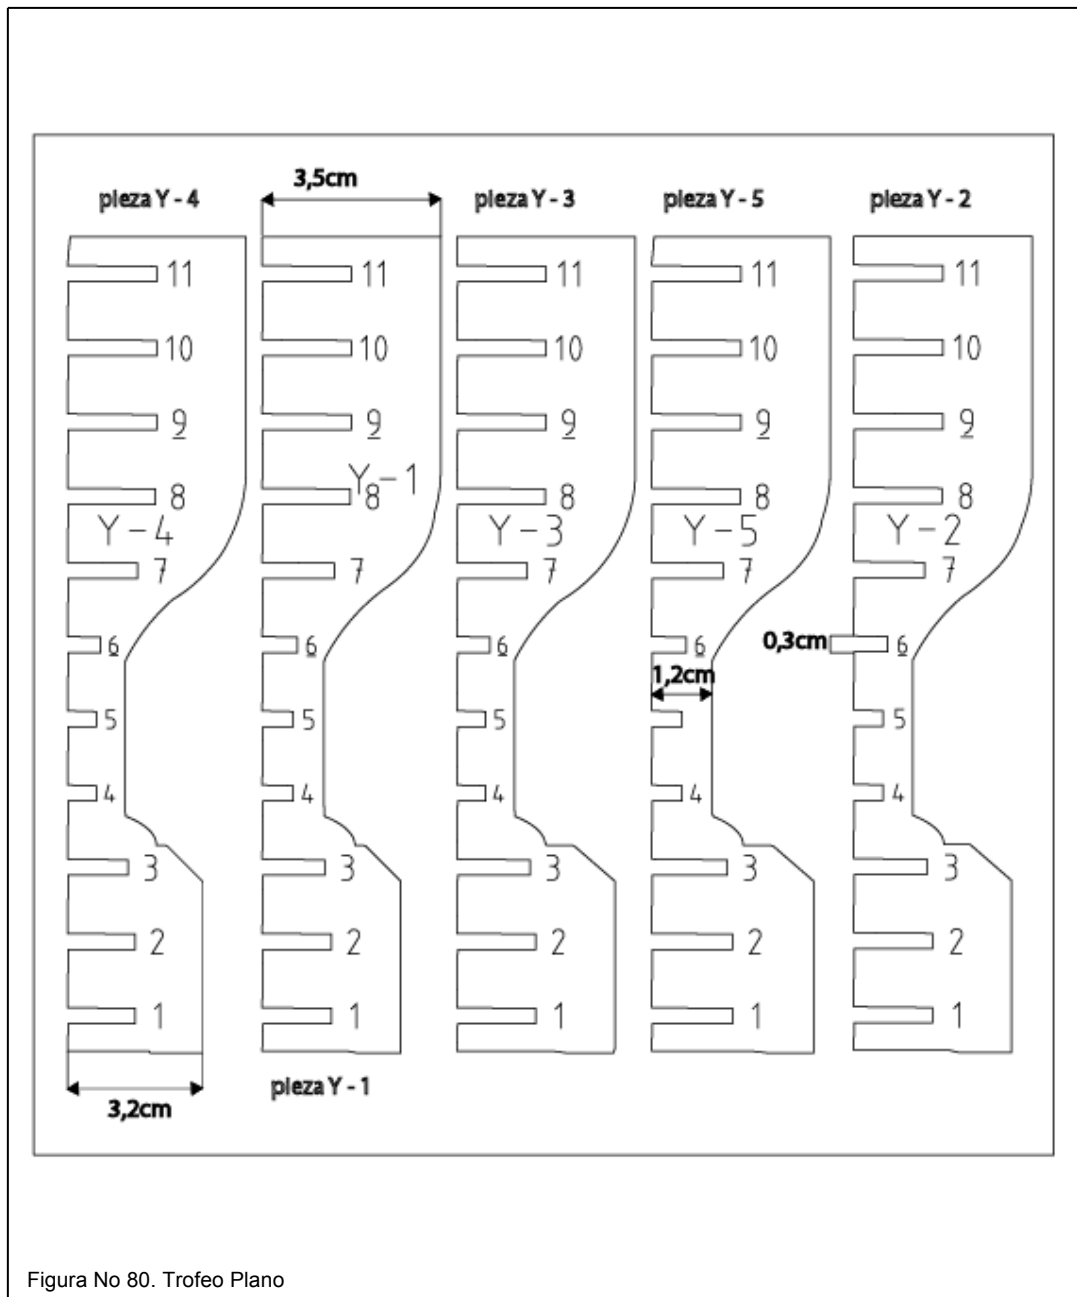 3,5cm
pieza Y - 4
pieza Y - 3
pieza Y - 5
pieza Y - 2
11 11 11 11 11
10 10 10 10 10
9 9 9 9 9
Y - 1
8 8 8 8 8
Y - 4 Y - 3 Y - 5 Y - 2
7 7 7 7 7
6 6 6 6 0,3cm 6
1,2cm
5 5 5 5
4 4 4 4 4
3 3 3 3 3
2 2 2 2 2
1 1 1 1 1
pieza Y - 1
3,2cm
Figura No 80. Trofeo Plano